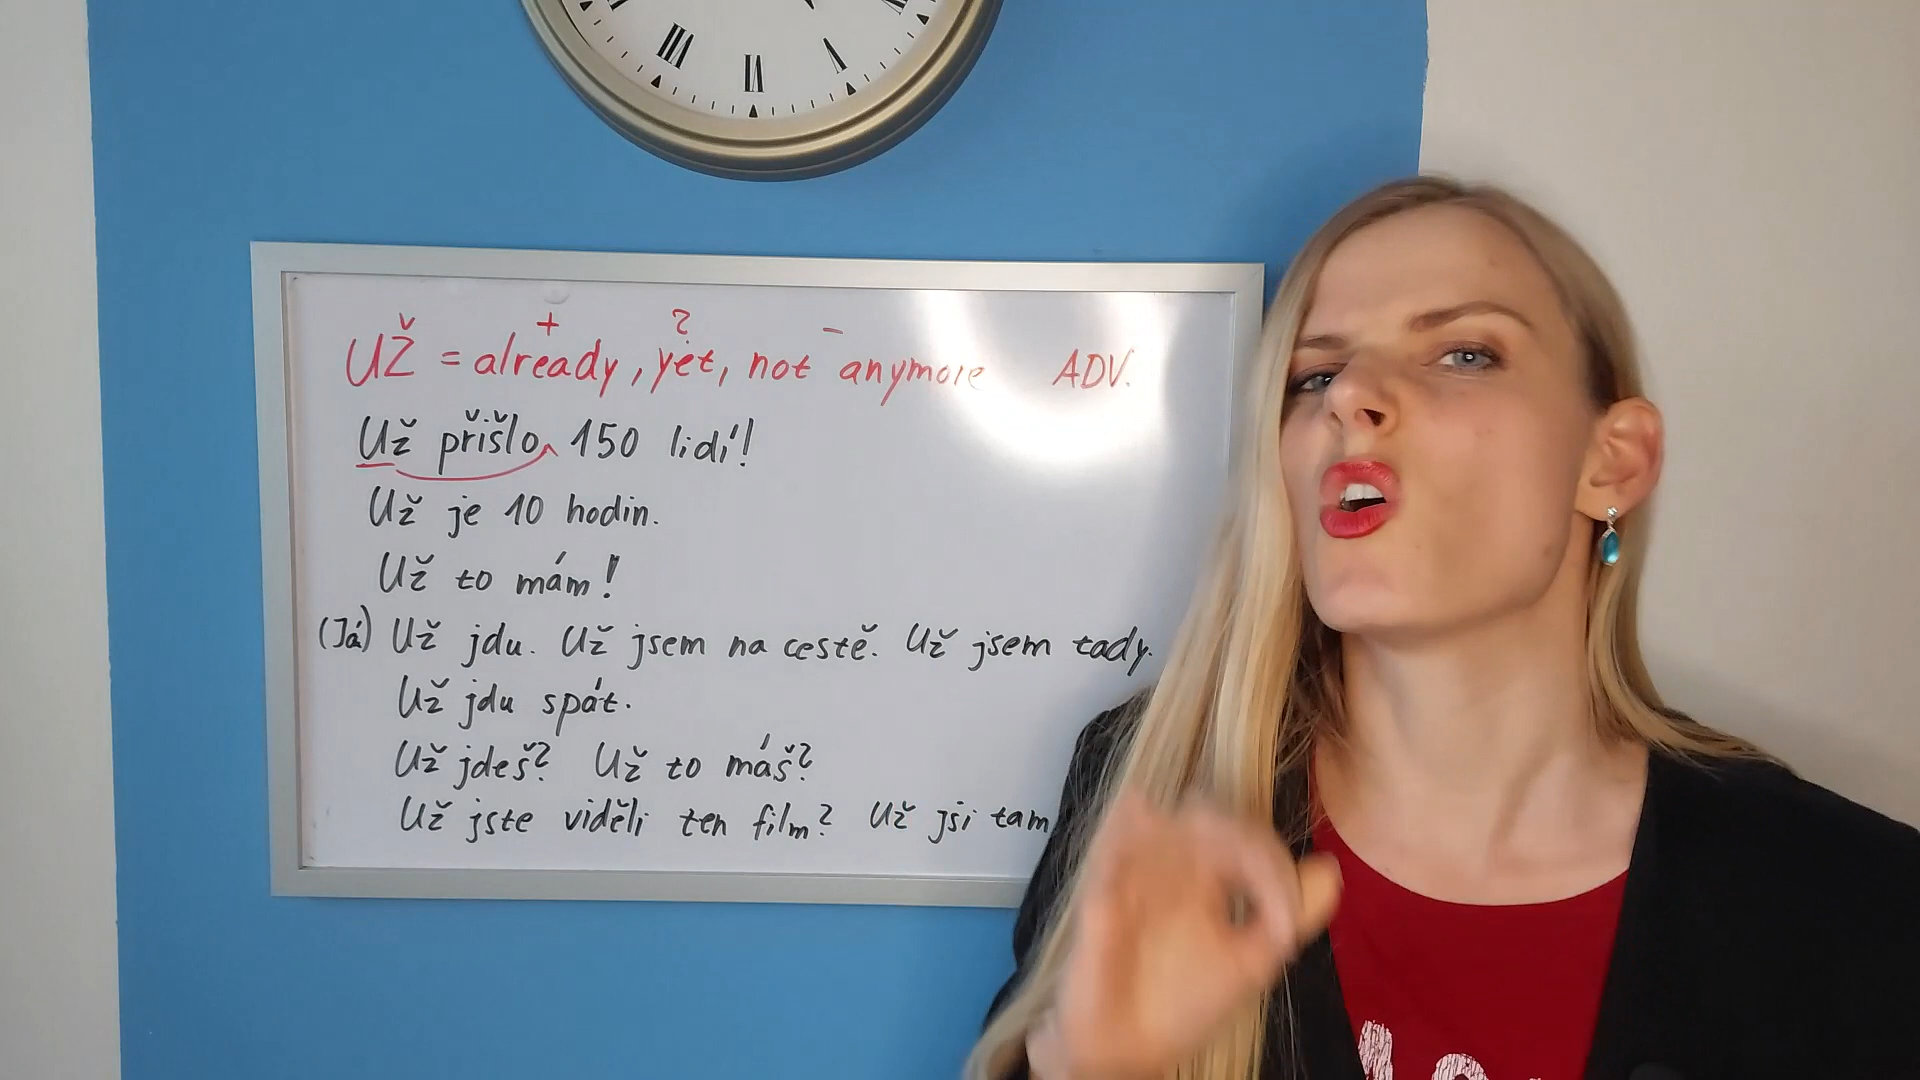 VII VI V
+ ? -
UŽ = already, yet, not anymore ADV.
Už přišlo 150 lidí!
Už je 10 hodin.
Už to mám!
(Já) Už jdu. Už jsem na cestě. Už jsem tady.
Už jdu spát.
Už jdeš? Už to máš?
Už jste viděli ten film? Už jsi tam